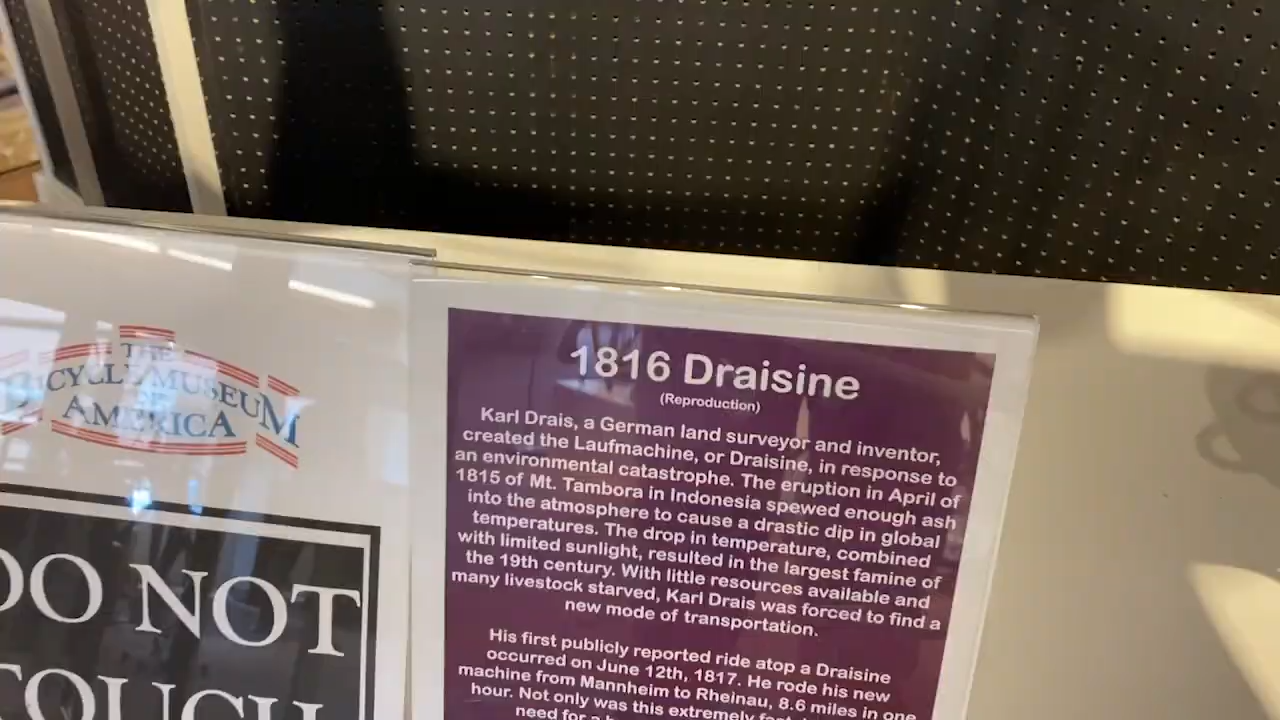 THE
BICYCLE MUSEUM
OF
AMERICA
DO NOT
TOUCH
1816 Draisine
(Reproduction)
Karl Drais, a German land surveyor and inventor,
created the Laufmachine, or Draisine, in response to
an environmental catastrophe. The eruption in April of
1815 of Mt. Tambora in Indonesia spewed enough ash
into the atmosphere to cause a drastic dip in global
temperatures. The drop in temperature, combined
with limited sunlight, resulted in the largest famine of
the 19th century. With little resources available and
many livestock starved, Karl Drais was forced to find a
new mode of transportation.
His first publicly reported ride atop a Draisine
occurred on June 12th, 1817. He rode his new
machine from Mannheim to Rheinau, 8.6 miles in one
hour. Not only was this extremely
need for a